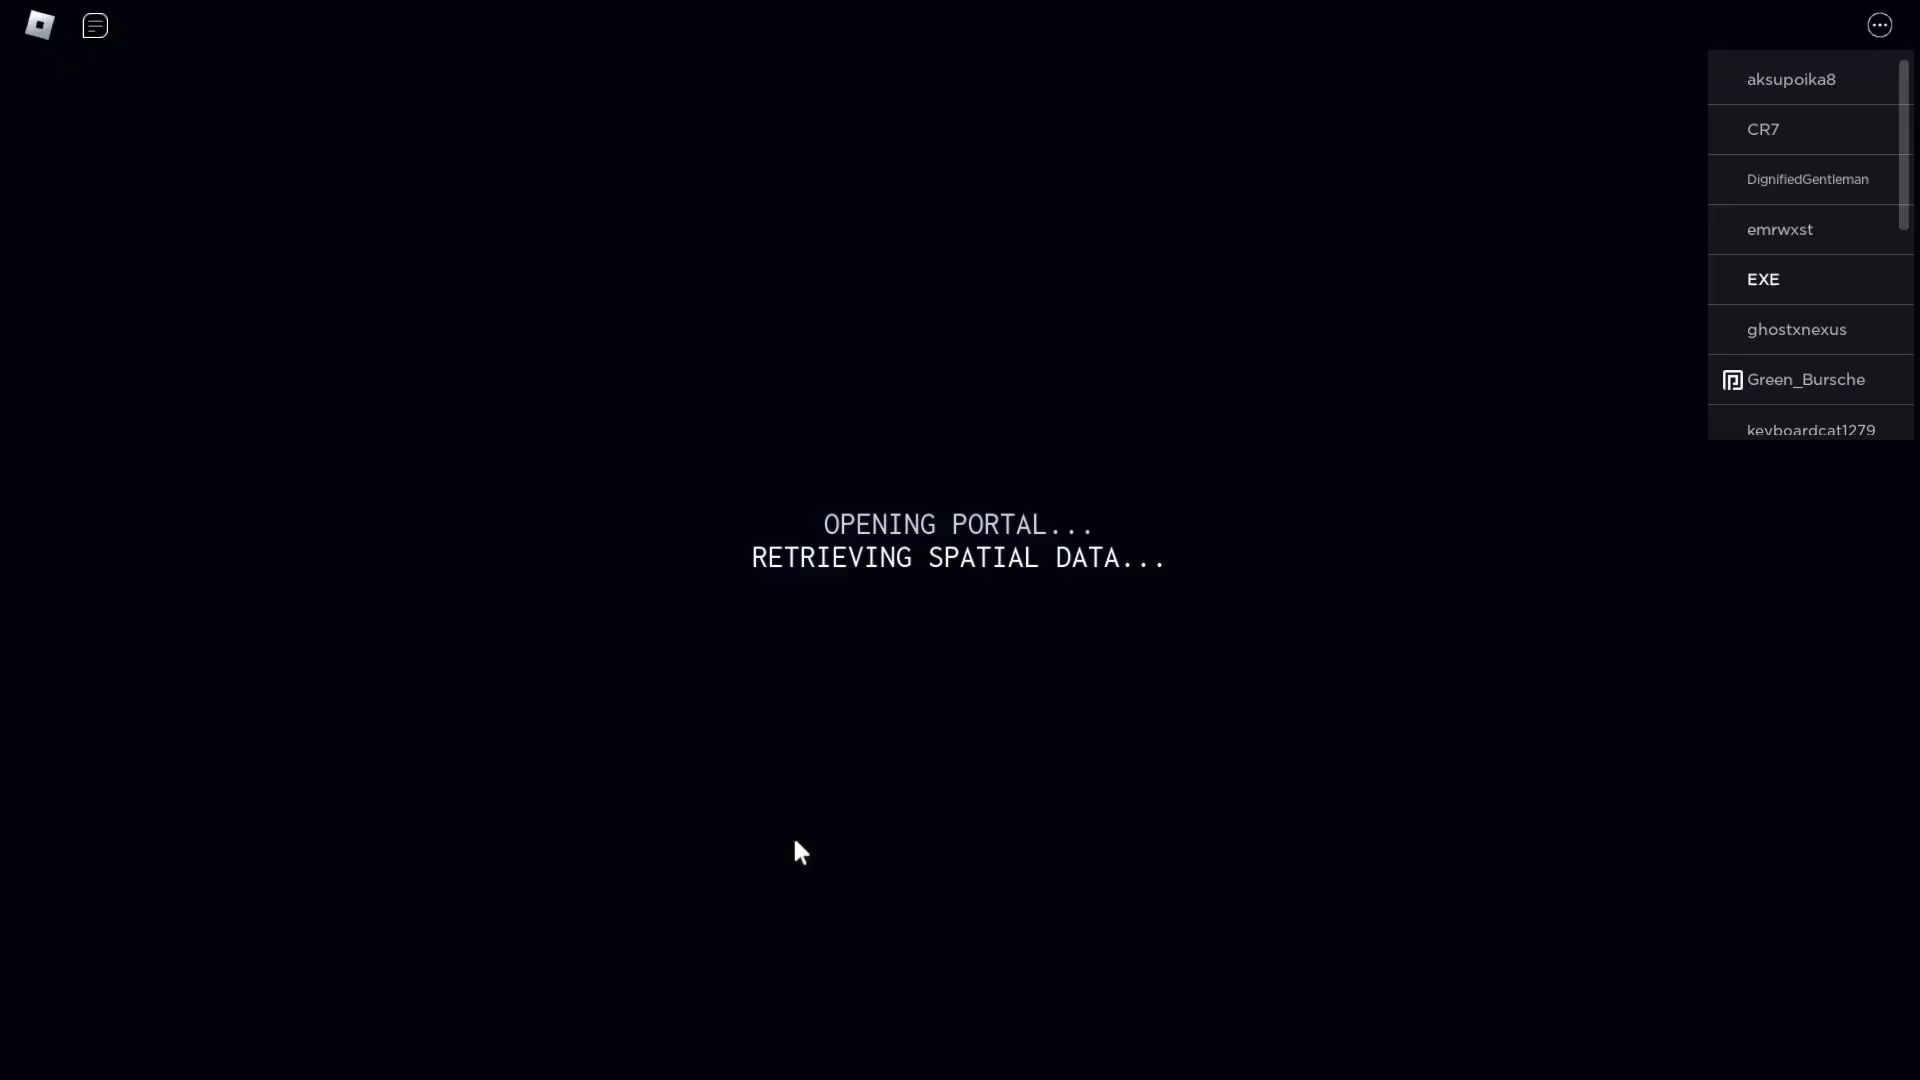 aksupoika8
CR7
DignifiedGentleman
emrwxst
EXE
ghostxnexus
Green_Bursche
keyboardcat1279
OPENING PORTAL...
RETRIEVING SPATIAL DATA...